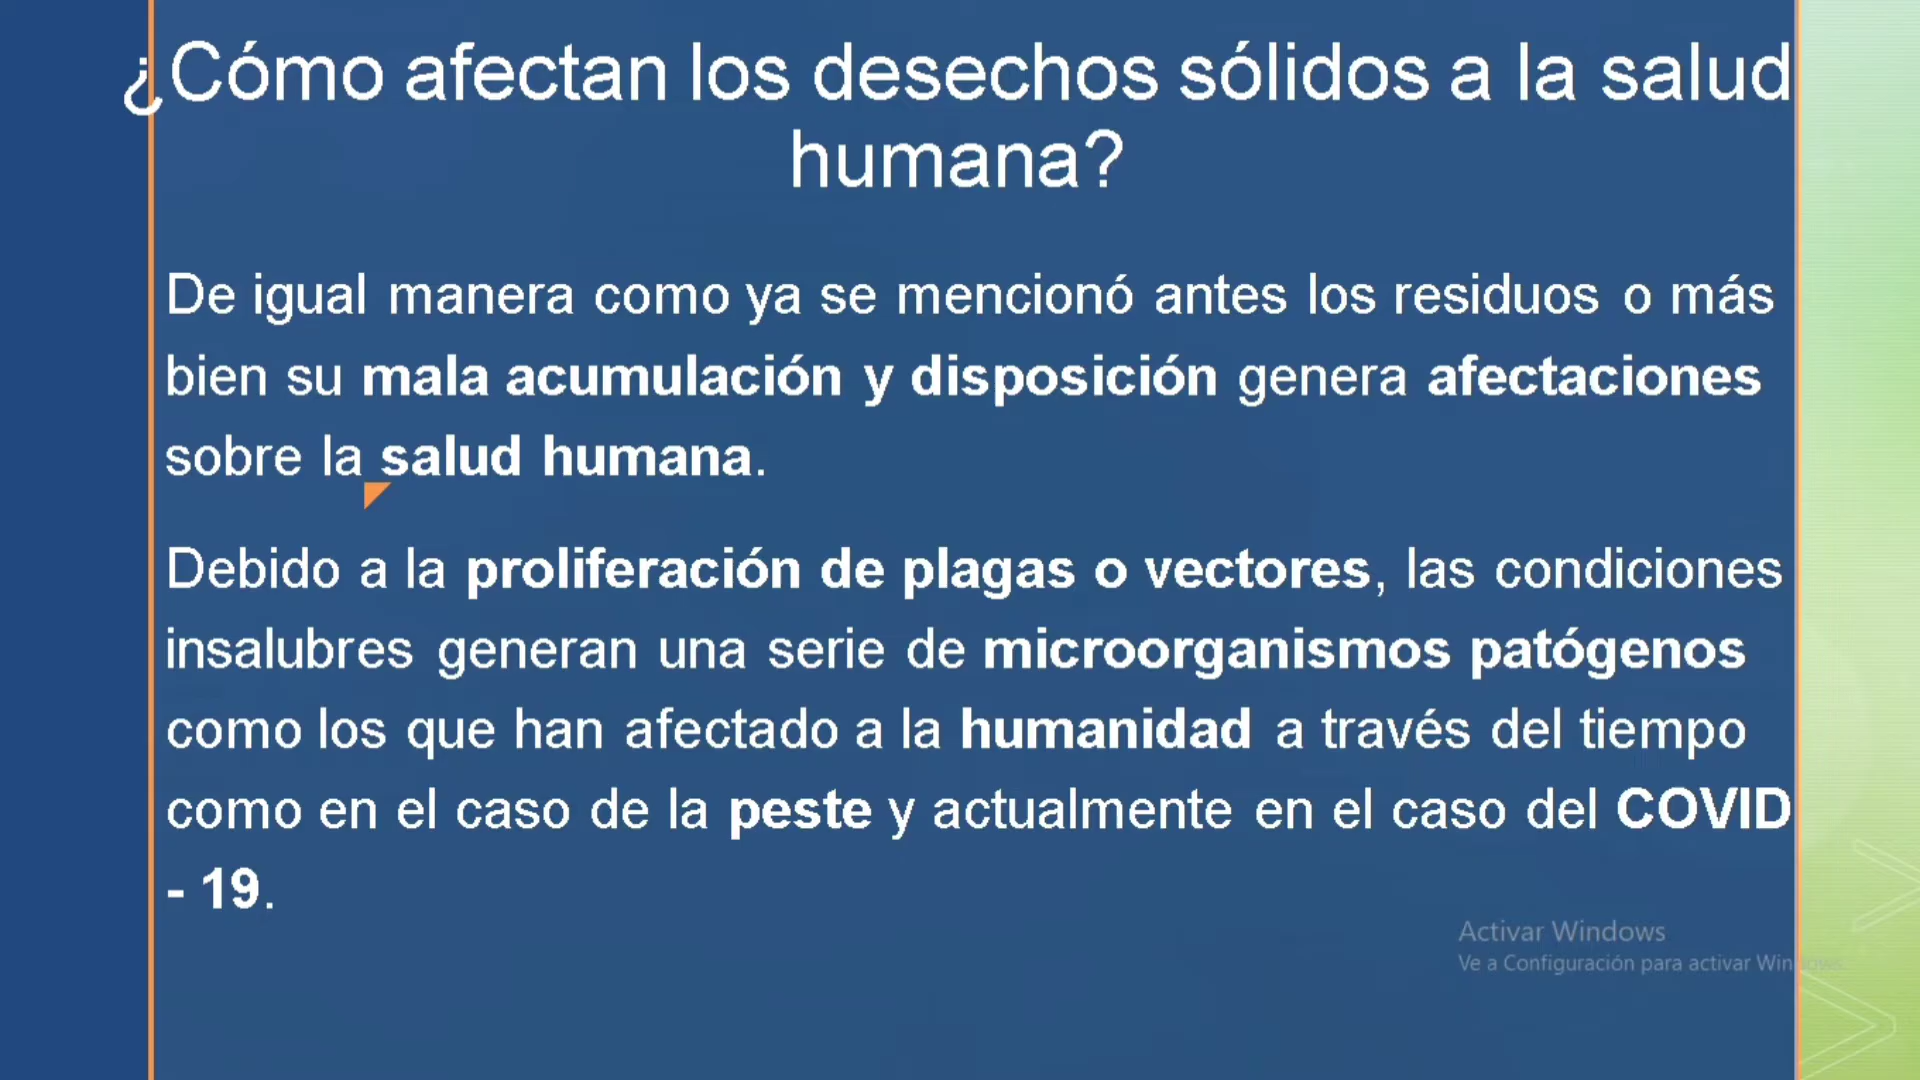 ¿Cómo afectan los desechos sólidos a la salud
humana?
De igual manera como ya se mencionó antes los residuos o más
bien su mala acumulación y disposición genera afectaciones
sobre la salud humana.
Debido a la proliferación de plagas o vectores, las condiciones
insalubres generan una serie de microorganismos patógenos
como los que han afectado a la humanidad a través del tiempo
como en el caso de la peste y actualmente en el caso del COVID
- 19.
Activar Windows
Ve a Configuración para activar Windows.